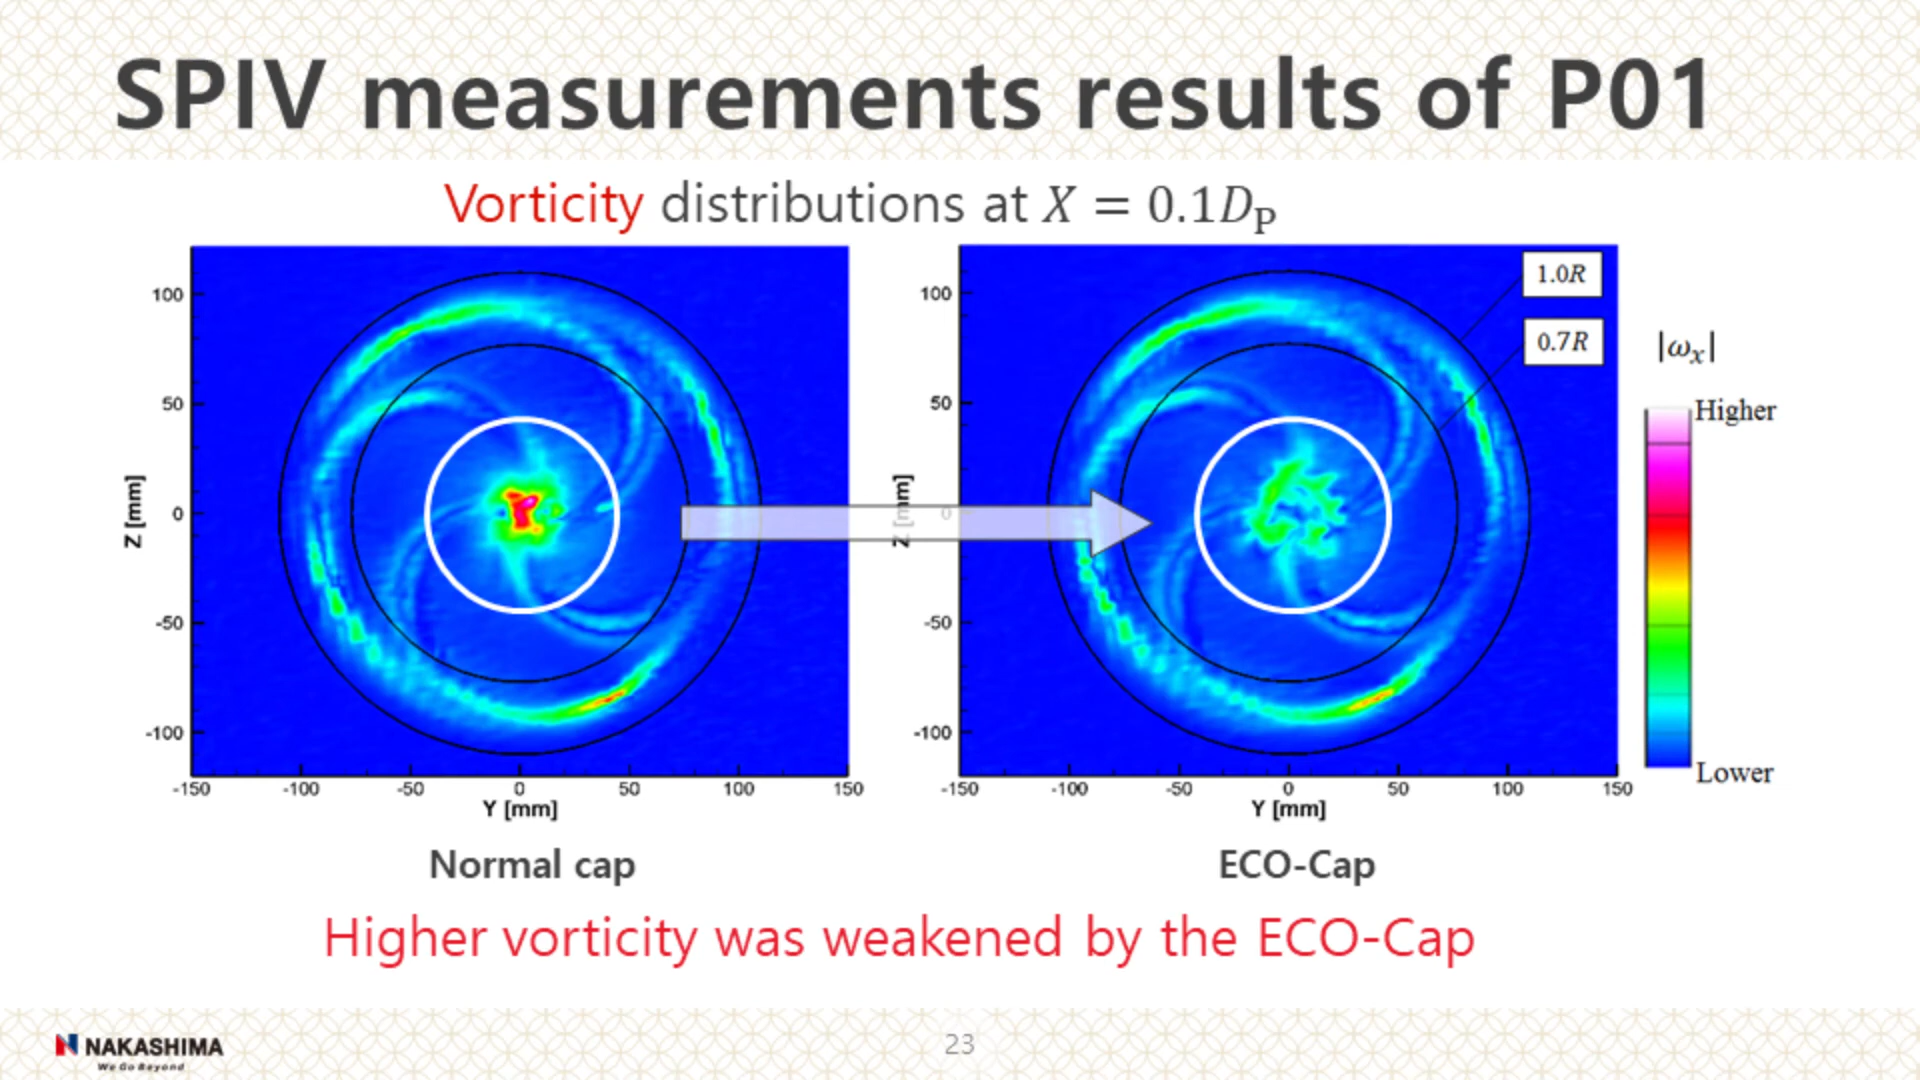 SPIV measurements results of P01
Vorticity distributions at X = 0.1D_P
100
50
0
-50
-100
Z [mm]
-150 -100 -50 0 50 100 150
Y [mm]
100
50
0
-50
-100
Z [mm]
-150 -100 -50 0 50 100 150
Y [mm]
1.0R
0.7R
|ω_x|
Higher
Lower
Normal cap
ECO-Cap
Higher vorticity was weakened by the ECO-Cap
NAKASHIMA
We Go Beyond
23